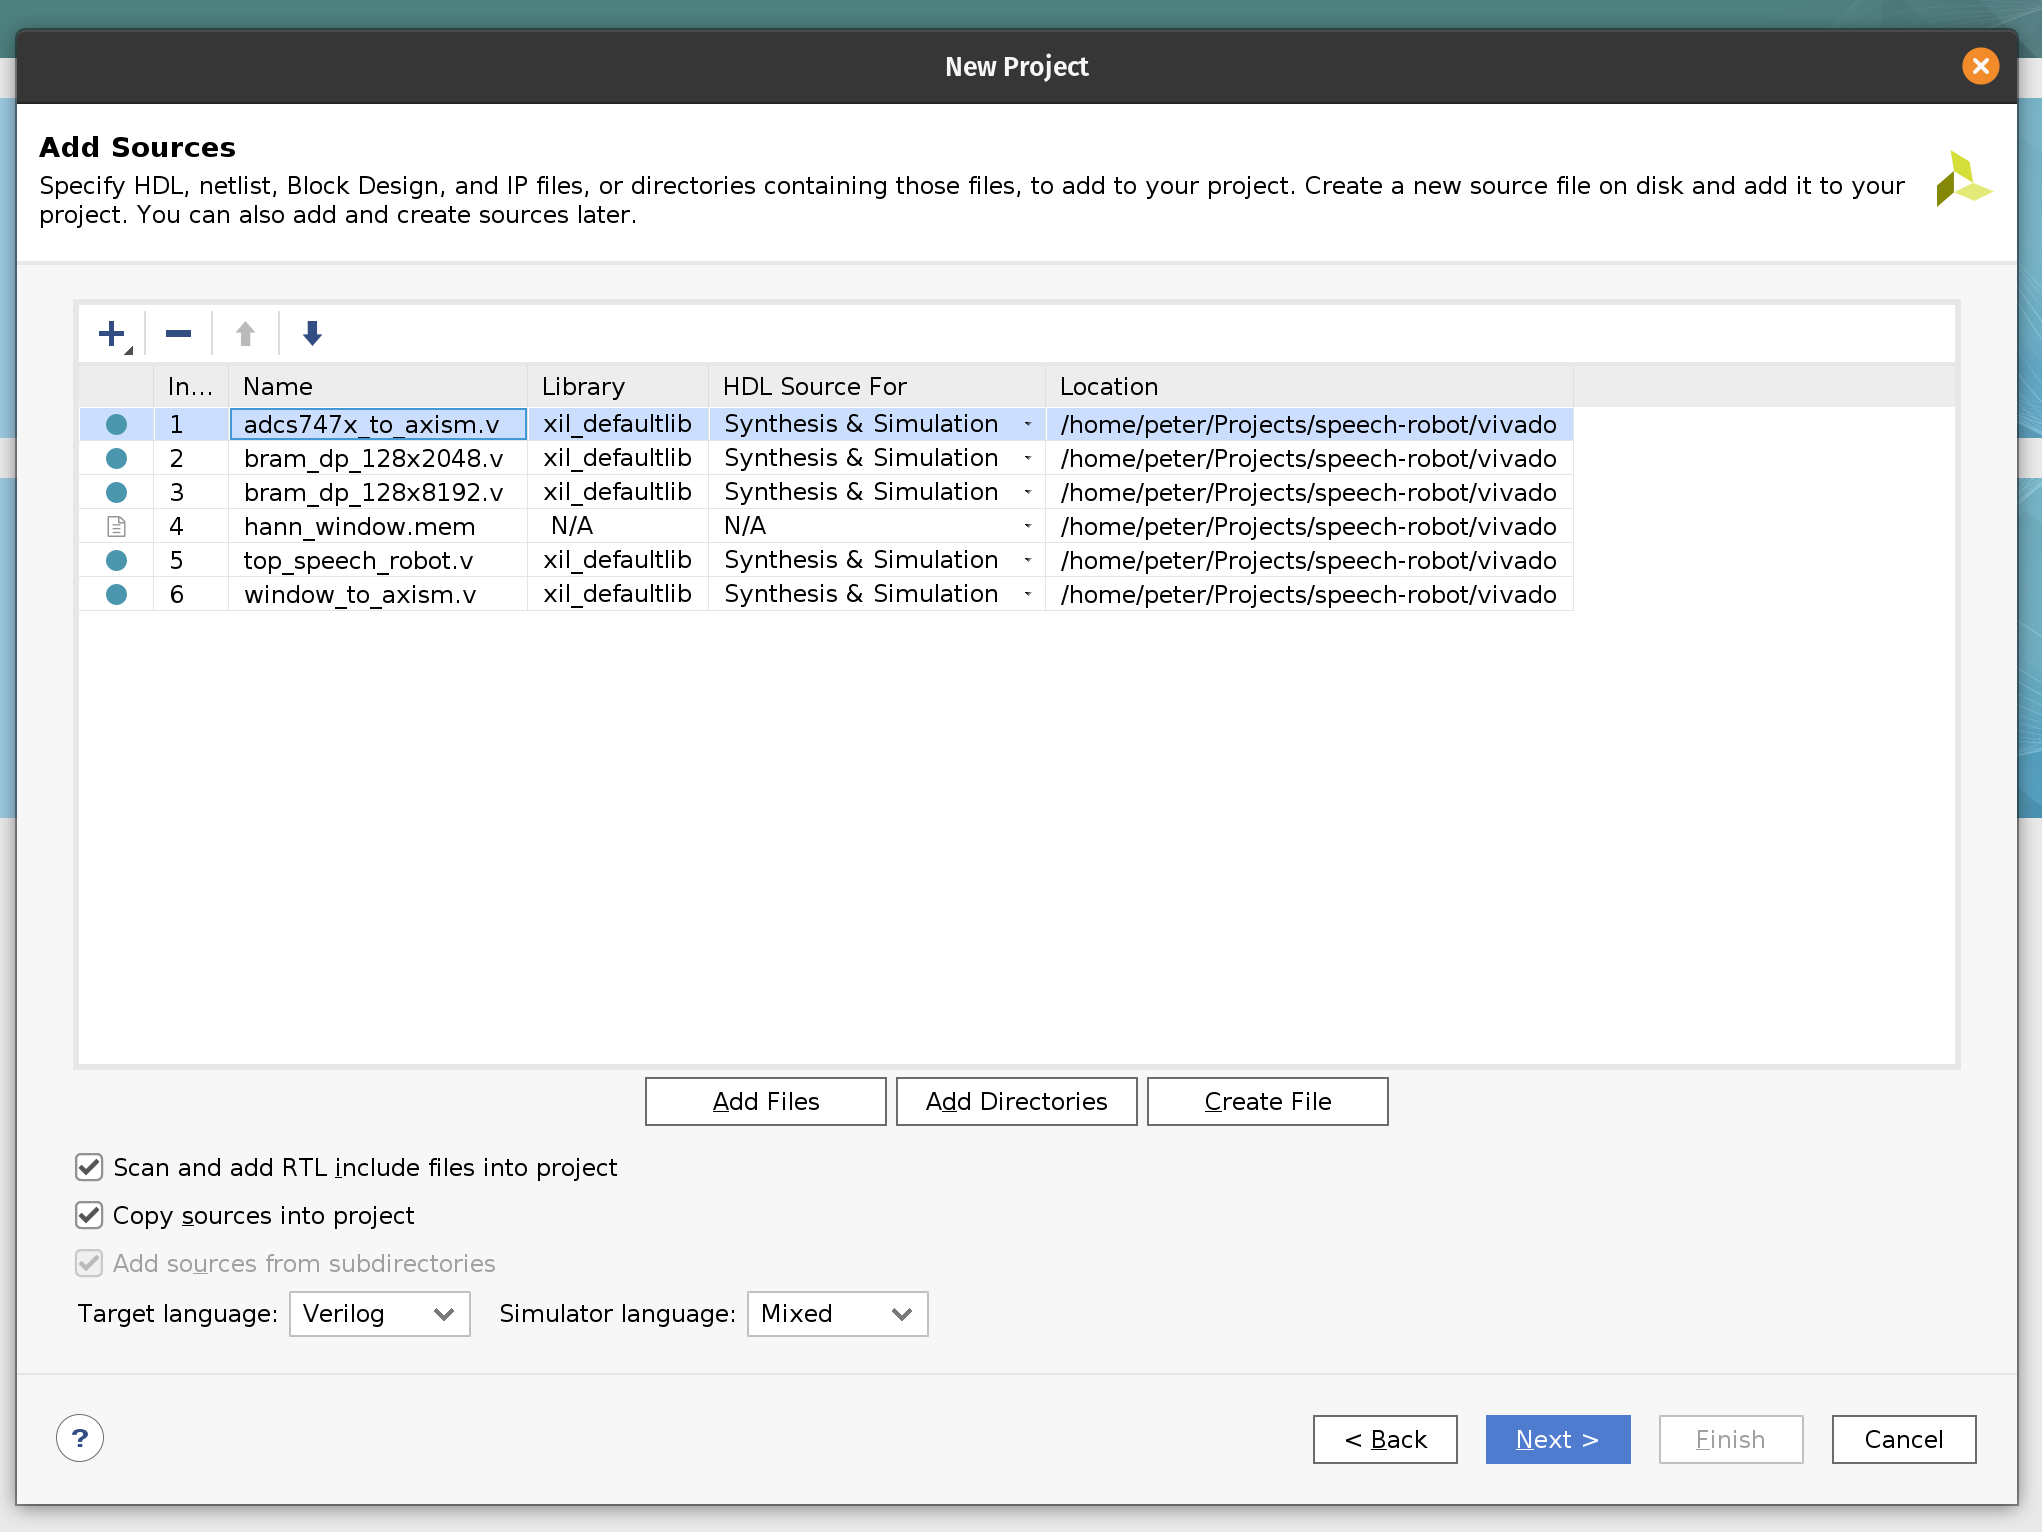 New Project
Add Sources
Specify HDL, netlist, Block Design, and IP files, or directories containing those files, to add to your project. Create a new source file on disk and add it to your
project. You can also add and create sources later.
In... Name Library HDL Source For Location
1 adcs747x_to_axism.v xil_defaultlib Synthesis & Simulation /home/peter/Projects/speech-robot/vivado
2 bram_dp_128x2048.v xil_defaultlib Synthesis & Simulation /home/peter/Projects/speech-robot/vivado
3 bram_dp_128x8192.v xil_defaultlib Synthesis & Simulation /home/peter/Projects/speech-robot/vivado
4 hann_window.mem N/A N/A /home/peter/Projects/speech-robot/vivado
5 top_speech_robot.v xil_defaultlib Synthesis & Simulation /home/peter/Projects/speech-robot/vivado
6 window_to_axism.v xil_defaultlib Synthesis & Simulation /home/peter/Projects/speech-robot/vivado
Add Files Add Directories Create File
Scan and add RTL include files into project
Copy sources into project
Add sources from subdirectories
Target language: Verilog Simulator language: Mixed
? < Back Next > Finish Cancel